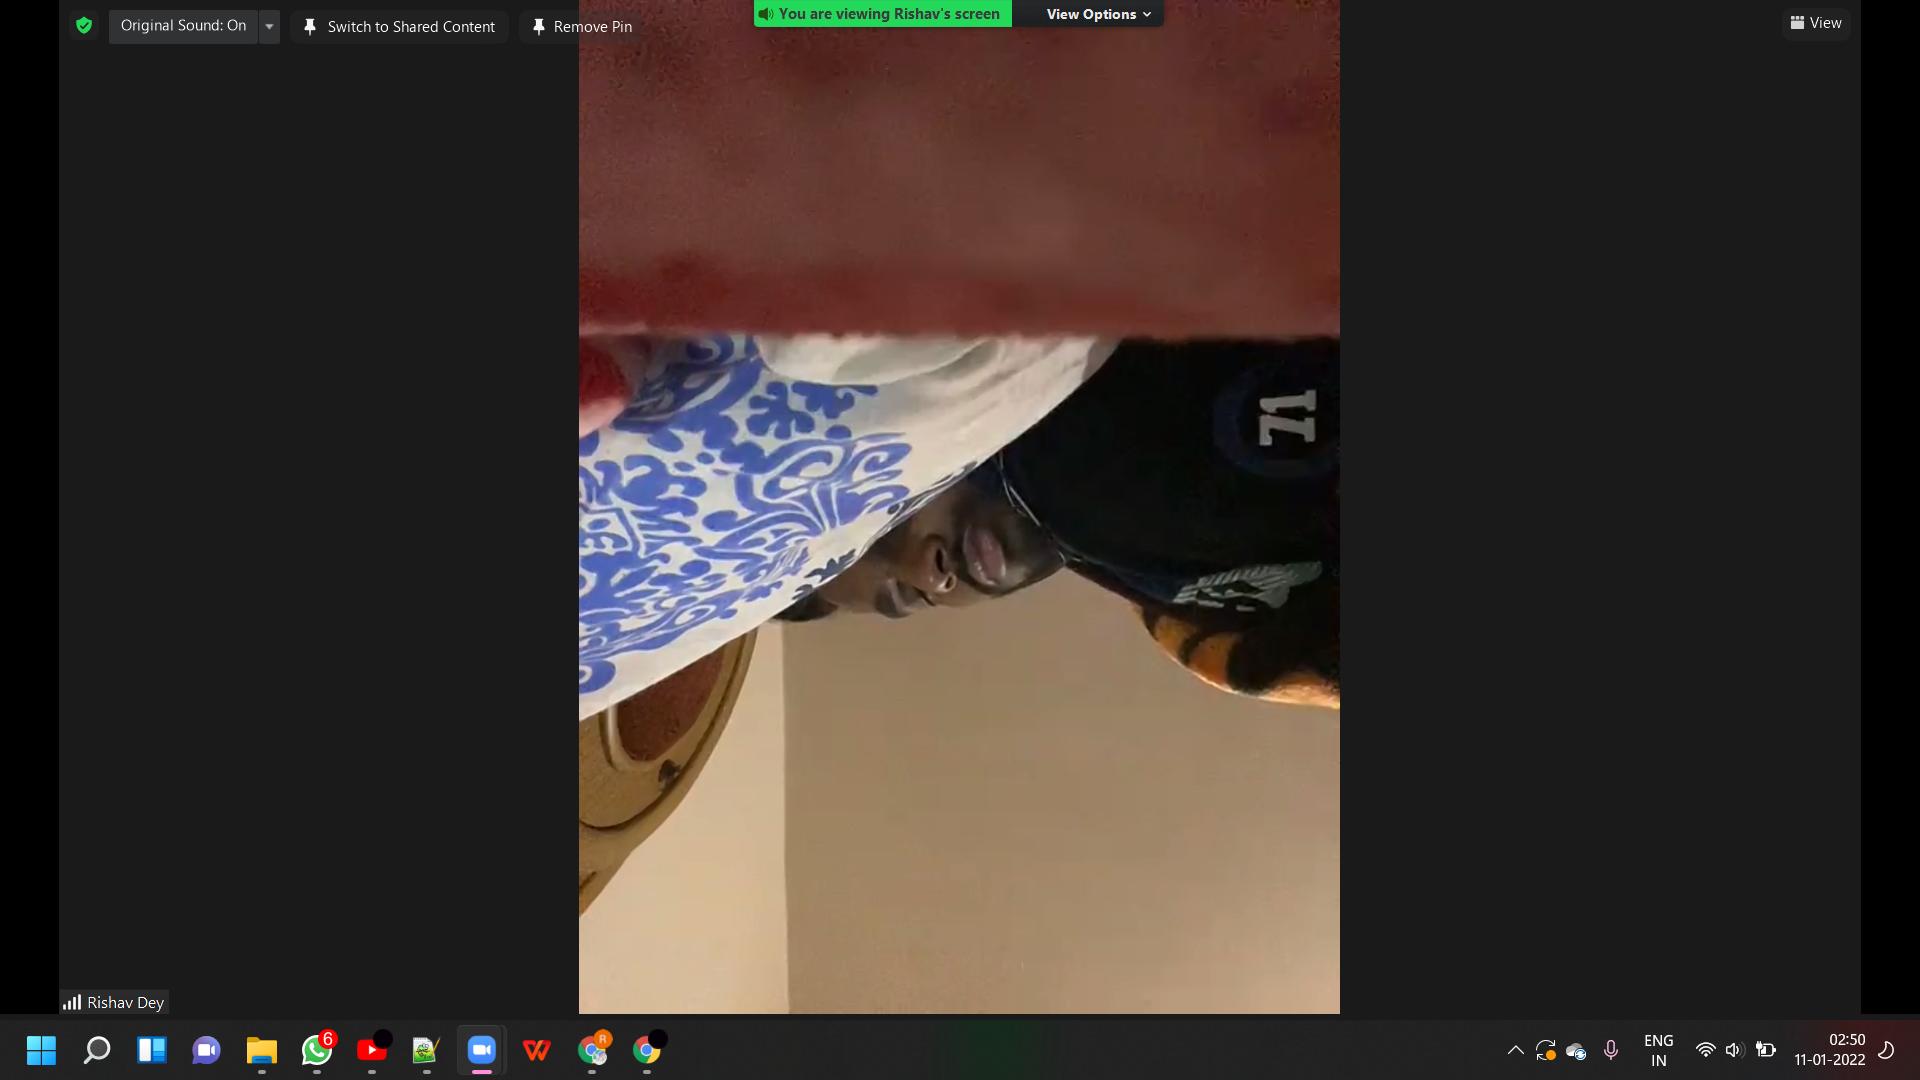 Original Sound: On
Switch to Shared Content
Remove Pin
You are viewing Rishav's screen
View Options
View
71
Rishav Dey
6
R
ENG
IN
02:50
11-01-2022